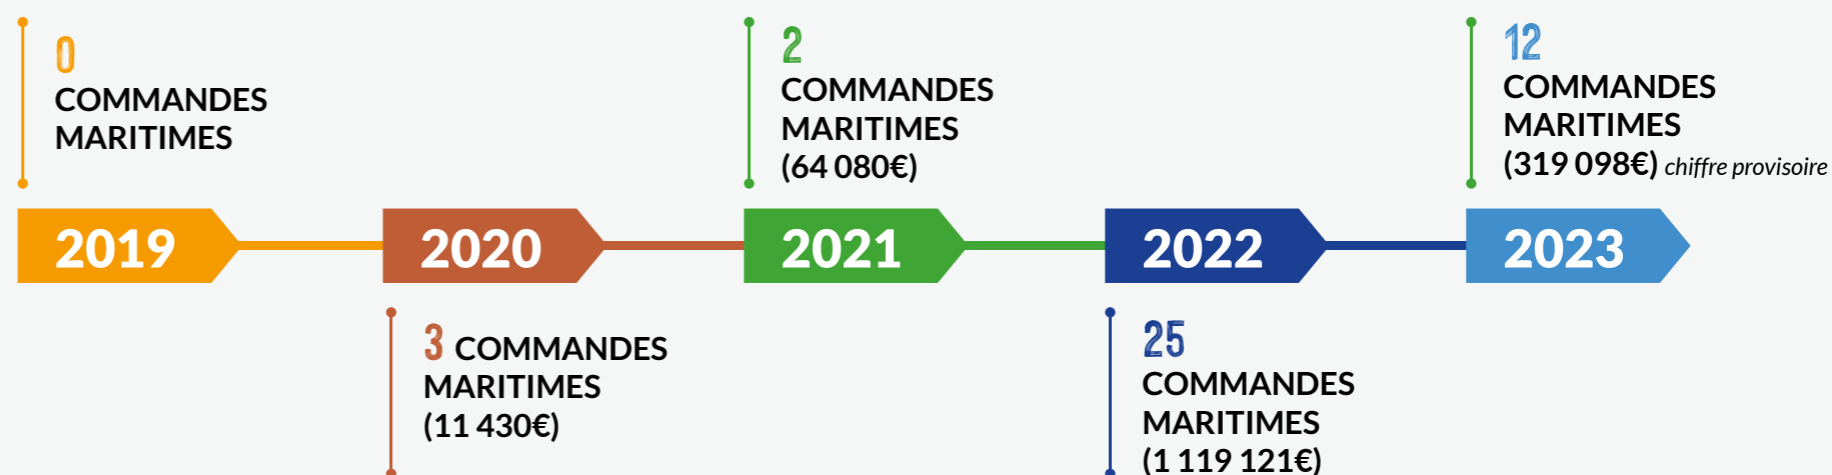 0
COMMANDES
MARITIMES
2
COMMANDES
MARITIMES
(64 080€)
12
COMMANDES
MARITIMES
(319 098€) chiffre provisoire
2019
2020
2021
2022
2023
3 COMMANDES
MARITIMES
(11 430€)
25
COMMANDES
MARITIMES
(1 119 121€)